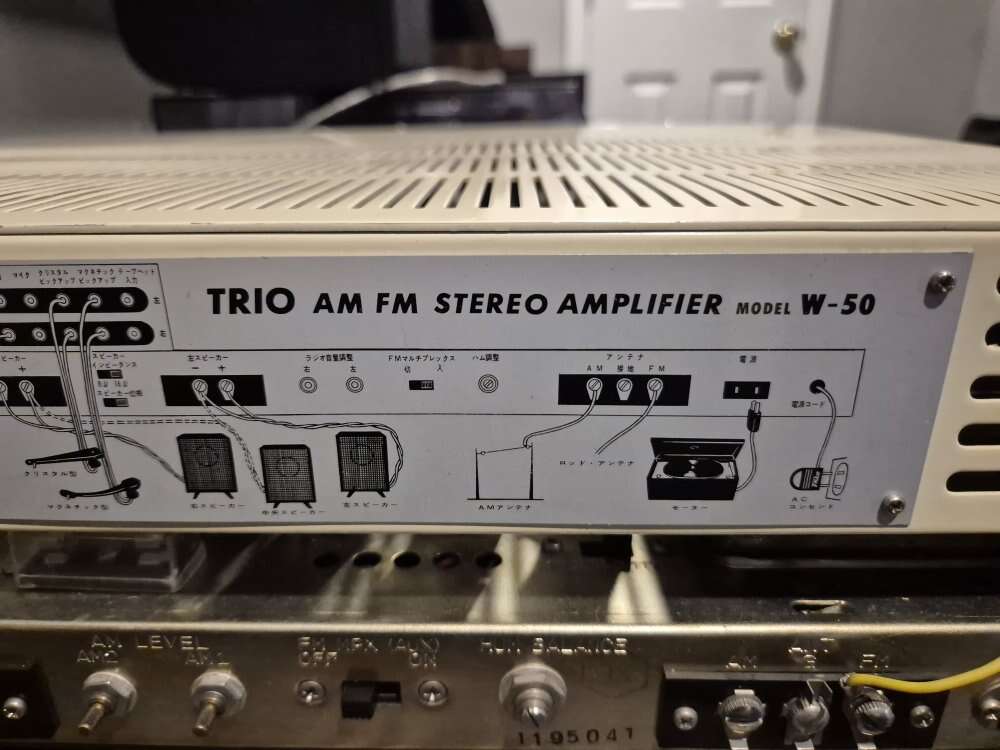 マイク クリスタル マグネチック テープヘッド
ピックアップ ピックアップ 入力
左
右
TRIO AM FM STEREO AMPLIFIER MODEL W-50
スピーカー
インピーダンス
8Ω 16Ω
スピーカー切断
左スピーカー
− +
ラジオ音量調整
右 左
FMマルチプレックス
切 入
ハム調整
アンテナ
AM 接地 FM
電源
電源コード
クリスタル型
マグネチック型
右スピーカー
中央スピーカー
左スピーカー
AMアンテナ
ロッド・アンテナ
モーター
AC
コンセント
AM LEVEL
AM2 AM1
FM MPX (AUX)
OFF ON
HUM BALANCE
ANT
AM E FM
1195041